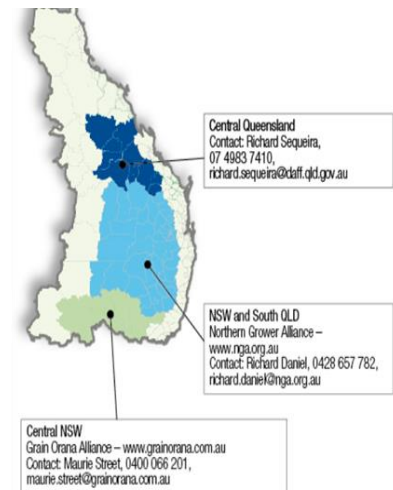 Central Queensland
Contact: Richard Sequeira,
07 4983 7410,
richard.sequeira@daff.qld.gov.au
NSW and South QLD
Northern Grower Alliance –
www.nga.org.au
Contact: Richard Daniel, 0428 657 782,
richard.daniel@nga.org.au
Central NSW
Grain Orana Alliance – www.grainorana.com.au
Contact: Maurie Street, 0400 066 201,
maurie.street@grainorana.com.au